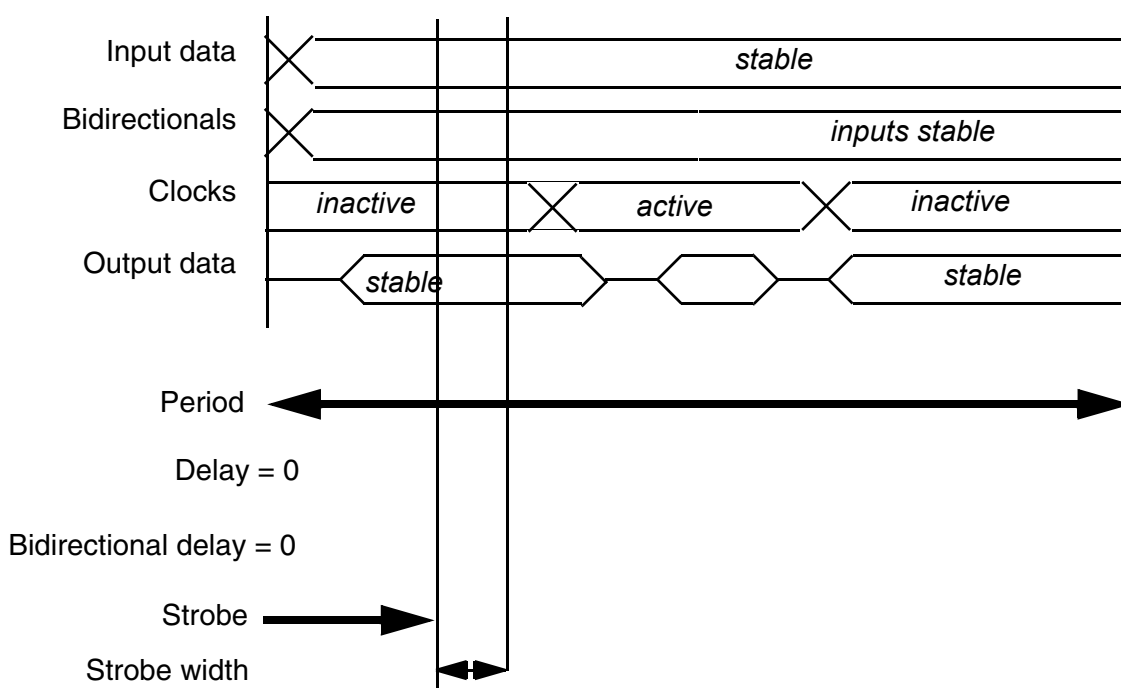 Input data
stable
Bidirectionals
inputs stable
Clocks
inactive
active
inactive
Output data
stable
stable
Period
Delay = 0
Bidirectional delay = 0
Strobe
Strobe width